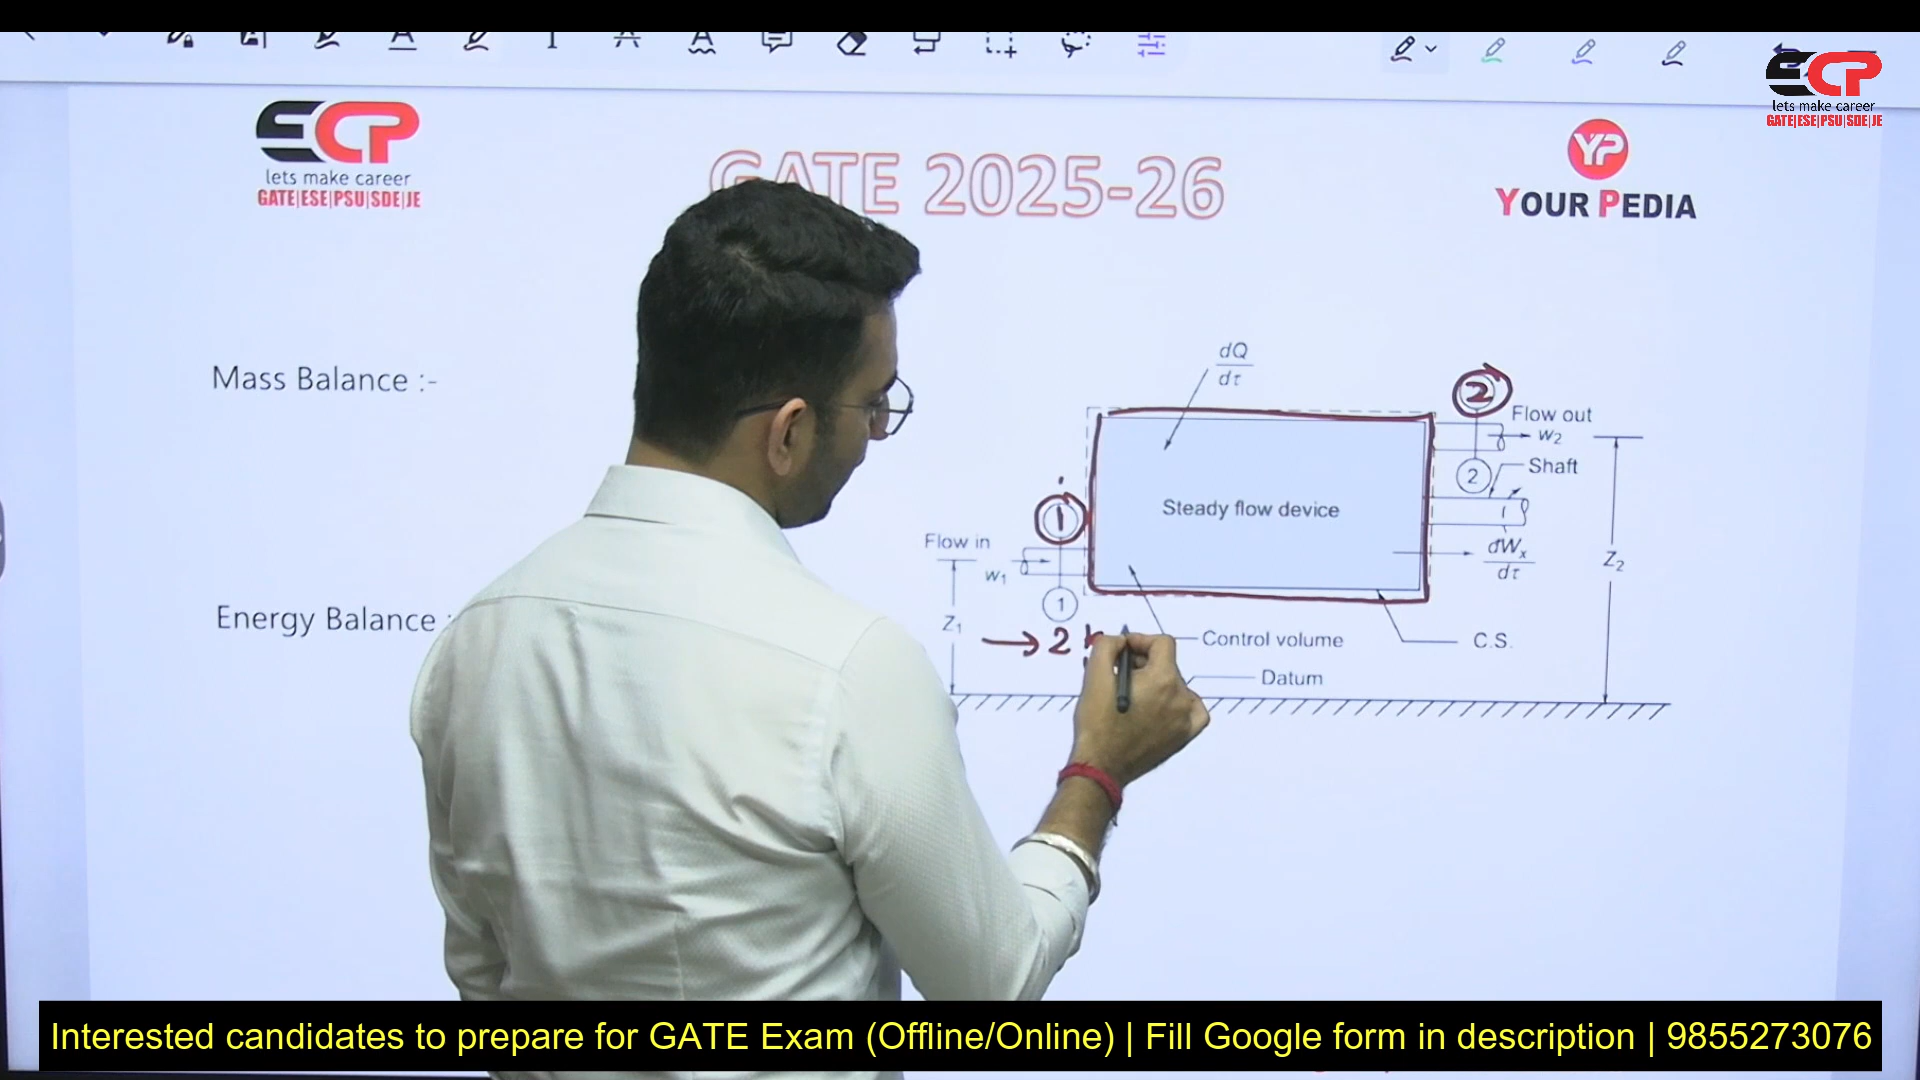 ECP
lets make career
GATE|ESE|PSU|SDE|JE
ECP
lets make career
GATE|ESE|PSU|SDE|JE
GATE 2025-26
YP
YOUR PEDIA
Mass Balance :-
Energy Balance :
dQ
dτ
2
Flow out
w2
2
Shaft
Steady flow device
1
Flow in
w1
1
dWx
dτ
Z2
Z1
→ 2
Control volume
C.S.
Datum
Interested candidates to prepare for GATE Exam (Offline/Online) | Fill Google form in description | 9855273076